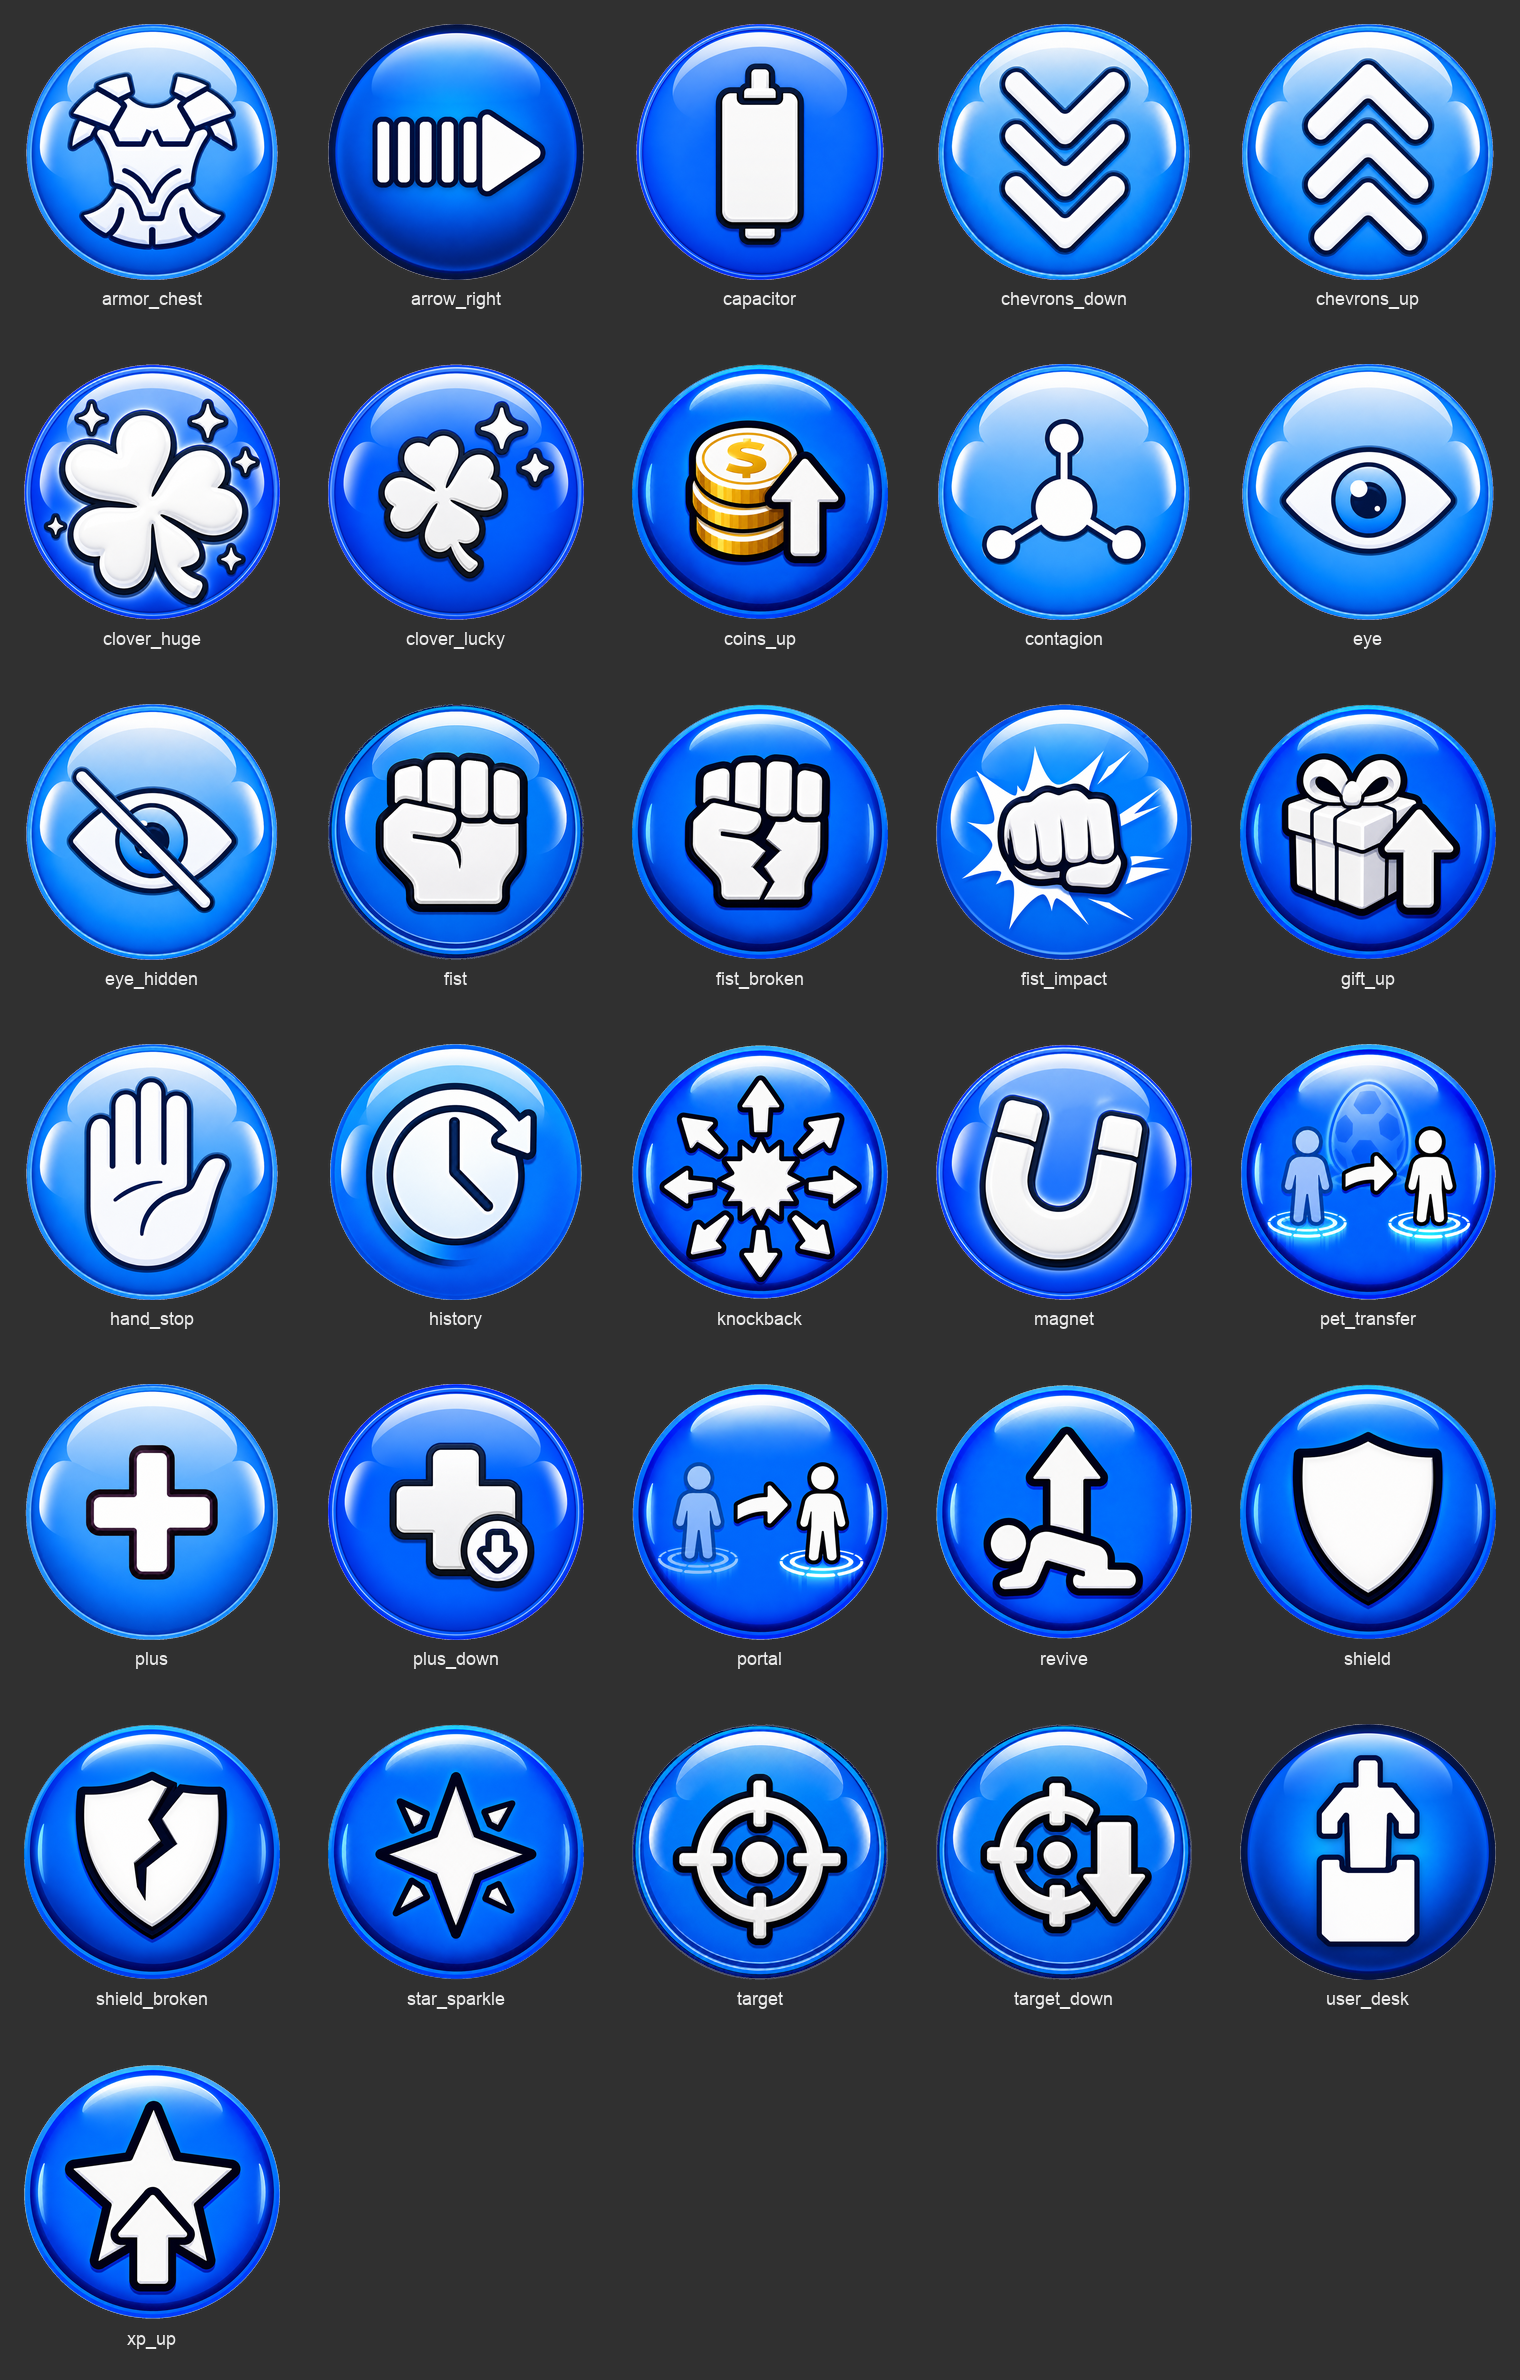 armor_chest
arrow_right
capacitor
chevrons_down
chevrons_up
clover_huge
clover_lucky
$
coins_up
contagion
eye
eye_hidden
fist
fist_broken
fist_impact
gift_up
hand_stop
history
knockback
magnet
pet_transfer
plus
plus_down
portal
revive
shield
shield_broken
star_sparkle
target
target_down
user_desk
xp_up